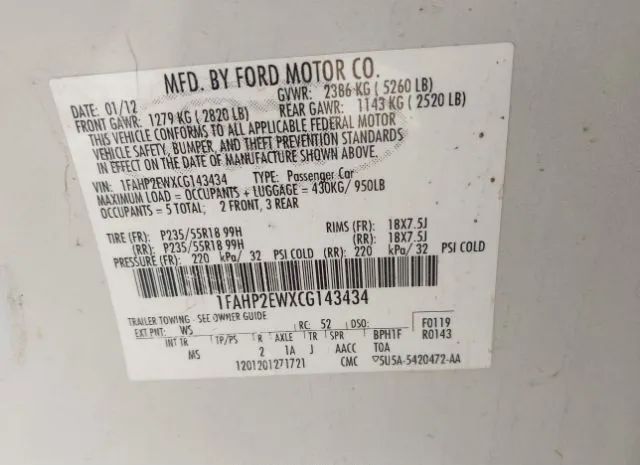 MFD. BY FORD MOTOR CO.
DATE: 01/12 GVWR: 2386 KG ( 5260 LB)
FRONT GAWR: 1279 KG ( 2820 LB) REAR GAWR: 1143 KG ( 2520 LB)
THIS VEHICLE CONFORMS TO ALL APPLICABLE FEDERAL MOTOR
VEHICLE SAFETY, BUMPER, AND THEFT PREVENTION STANDARDS
IN EFFECT ON THE DATE OF MANUFACTURE SHOWN ABOVE.
VIN: 1FAHP2EWXCG143434 TYPE: Passenger Car
MAXIMUM LOAD = OCCUPANTS + LUGGAGE = 430KG/ 950LB
OCCUPANTS = 5 TOTAL; 2 FRONT, 3 REAR
TIRE (FR): P235/55R18 99H RIMS (FR): 18X7.5J
(RR): P235/55R18 99H (RR): 18X7.5J
PRESSURE (FR): 220 kPa/ 32 PSI COLD (RR): 220 kPa/ 32 PSI COLD
1FAHP2EWXCG143434
TRAILER TOWING - SEE OWNER GUIDE
EXT PNT: WS RC: 52 DSO: F0119
INT TR TP/PS R AXLE TR SPR BPH1F R0143
MS 2 1A J AACC TOA
1201201271721 CMC 5U5A-5420472-AA